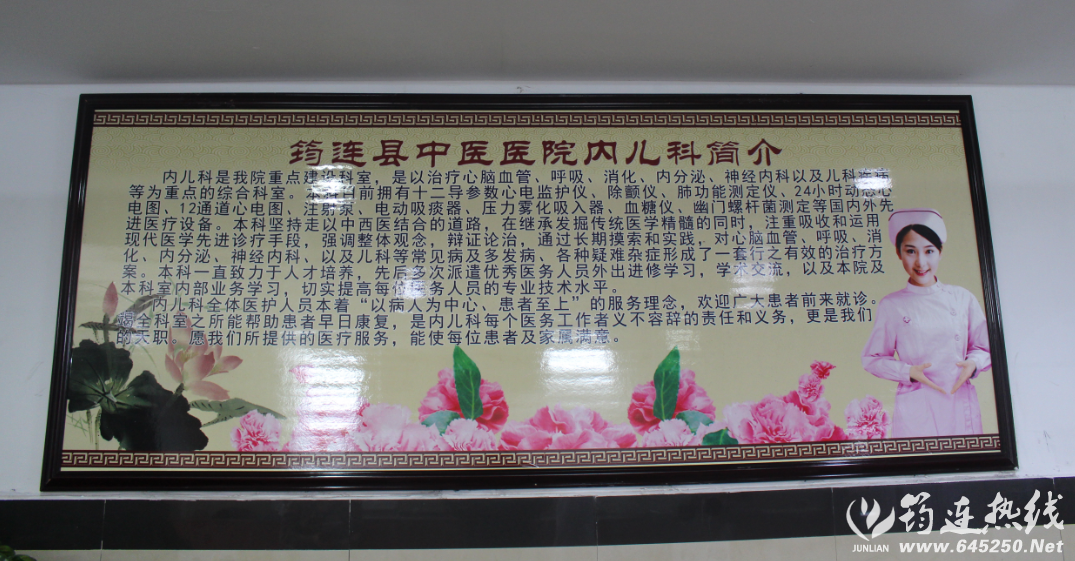 筠连县中医医院内儿科简介
内儿科是我院重点建设科室，是以治疗心脑血管、呼吸、消化、内分泌、神经内科以及儿科疾病
等为重点的综合科室。本科目前拥有十二导参数心电监护仪、除颤仪、肺功能测定仪、24小时动态心
电图、12通道心电图、注射泵、电动吸痰器、压力雾化吸入器、血糖仪、幽门螺杆菌测定等国内外先
进医疗设备。本科坚持走以中西医结合的道路，在继承发掘传统医学精髓的同时，注重吸收和运用
现代医学先进诊疗手段，强调整体观念，辩证论治，通过长期摸索和实践，对心脑血管、呼吸、消
化、内分泌、神经内科、以及儿科等常见病及多发病、各种疑难杂症形成了一套行之有效的治疗方
案。本科一直致力于人才培养，先后多次派遣优秀医务人员外出进修学习，学术交流，以及本院及
本科室内部业务学习，切实提高每位医务人员的专业技术水平。
内儿科全体医护人员本着“以病人为中心、患者至上”的服务理念，欢迎广大患者前来就诊。
竭全科室之所能帮助患者早日康复，是内儿科每个医务工作者义不容辞的责任和义务，更是我们
的天职。愿我们所提供的医疗服务，能使每位患者及家属满意。
筠连热线
JUNLIAN www.645250.Net